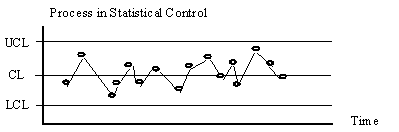 Process in Statistical Control
UCL
CL
LCL
Time